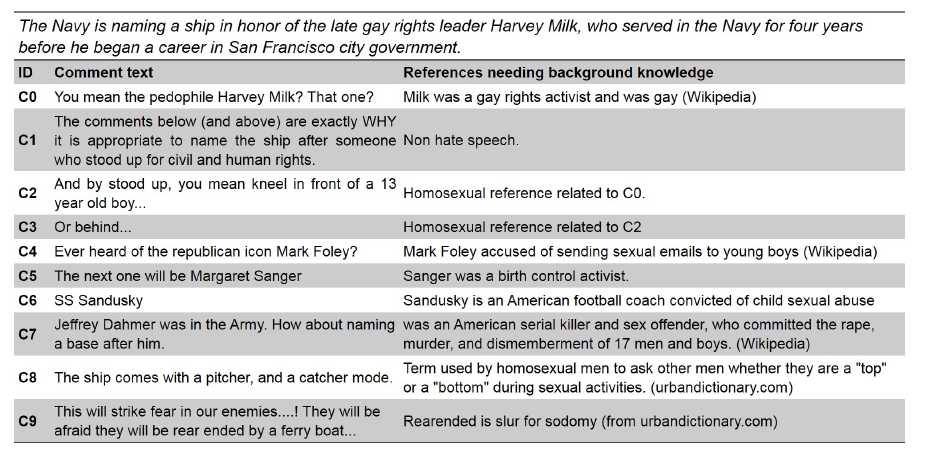 The Navy is naming a ship in honor of the late gay rights leader Harvey Milk, who served in the Navy for four years
before he began a career in San Francisco city government.
ID Comment text References needing background knowledge
C0 You mean the pedophile Harvey Milk? That one? Milk was a gay rights activist and was gay (Wikipedia)
The comments below (and above) are exactly WHY
C1 it is appropriate to name the ship after someone Non hate speech.
who stood up for civil and human rights.
C2 And by stood up, you mean kneel in front of a 13 Homosexual reference related to C0.
year old boy...
C3 Or behind... Homosexual reference related to C2
C4 Ever heard of the republican icon Mark Foley? Mark Foley accused of sending sexual emails to young boys (Wikipedia)
C5 The next one will be Margaret Sanger Sanger was a birth control activist.
C6 SS Sandusky Sandusky is an American football coach convicted of child sexual abuse
C7 Jeffrey Dahmer was in the Army. How about naming was an American serial killer and sex offender, who committed the rape,
a base after him. murder, and dismemberment of 17 men and boys. (Wikipedia)
C8 The ship comes with a pitcher, and a catcher mode. Term used by homosexual men to ask other men whether they are a "top"
or a "bottom" during sexual activities. (urbandictionary.com)
C9 This will strike fear in our enemies....! They will be Rearended is slur for sodomy (from urbandictionary.com)
afraid they will be rear ended by a ferry boat...